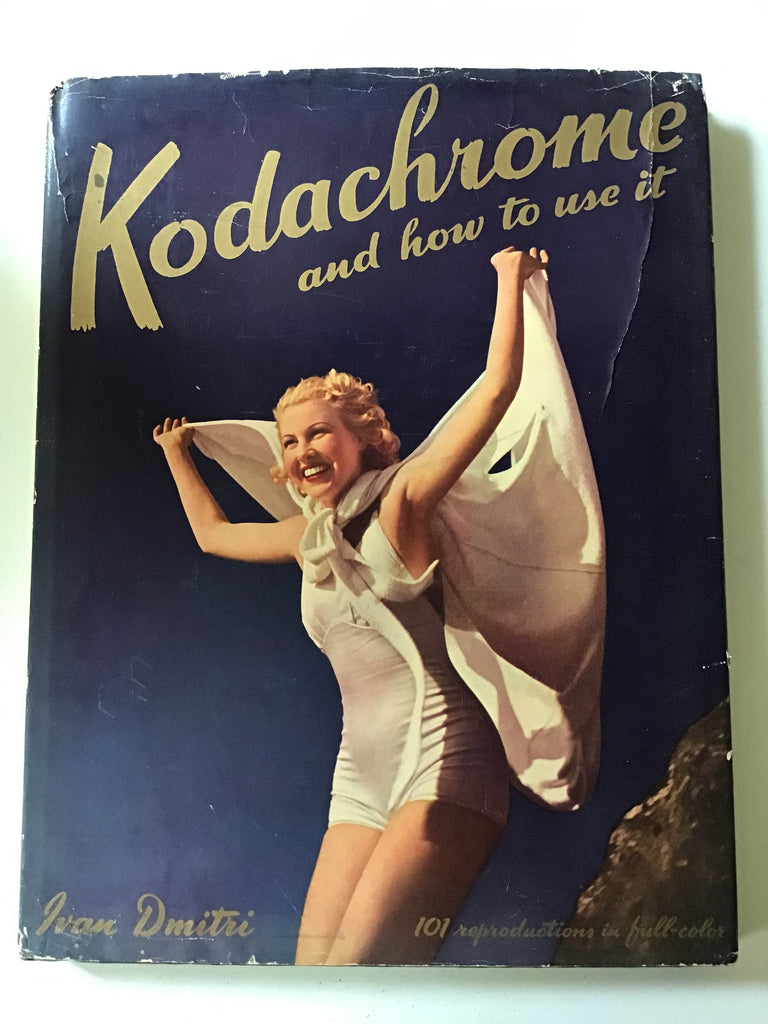 Kodachrome
and how to use it
Ivan Dmitri
101 reproductions in full-color